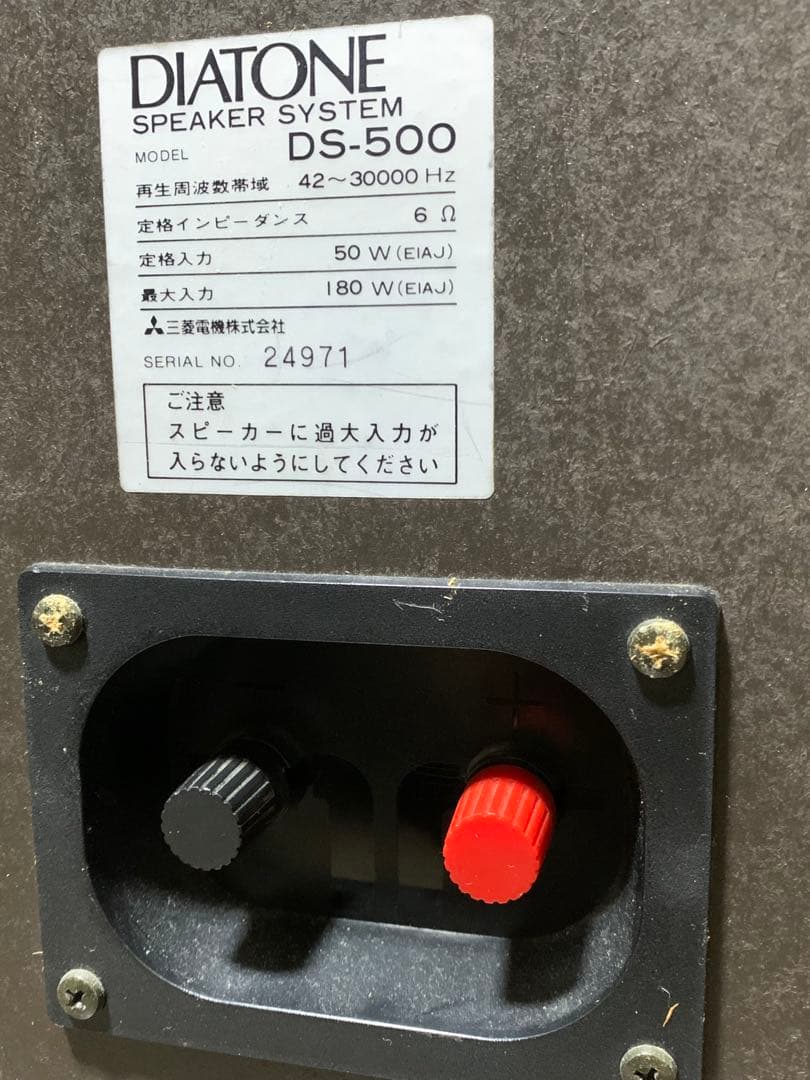 DIATONE
SPEAKER SYSTEM
MODEL DS-500
再生周波数帯域 42～30000 Hz
定格インピーダンス 6 Ω
定格入力 50 W (EIAJ)
最大入力 180 W (EIAJ)
三菱電機株式会社
SERIAL NO. 24971
ご注意
スピーカーに過大入力が
入らないようにしてください
− +